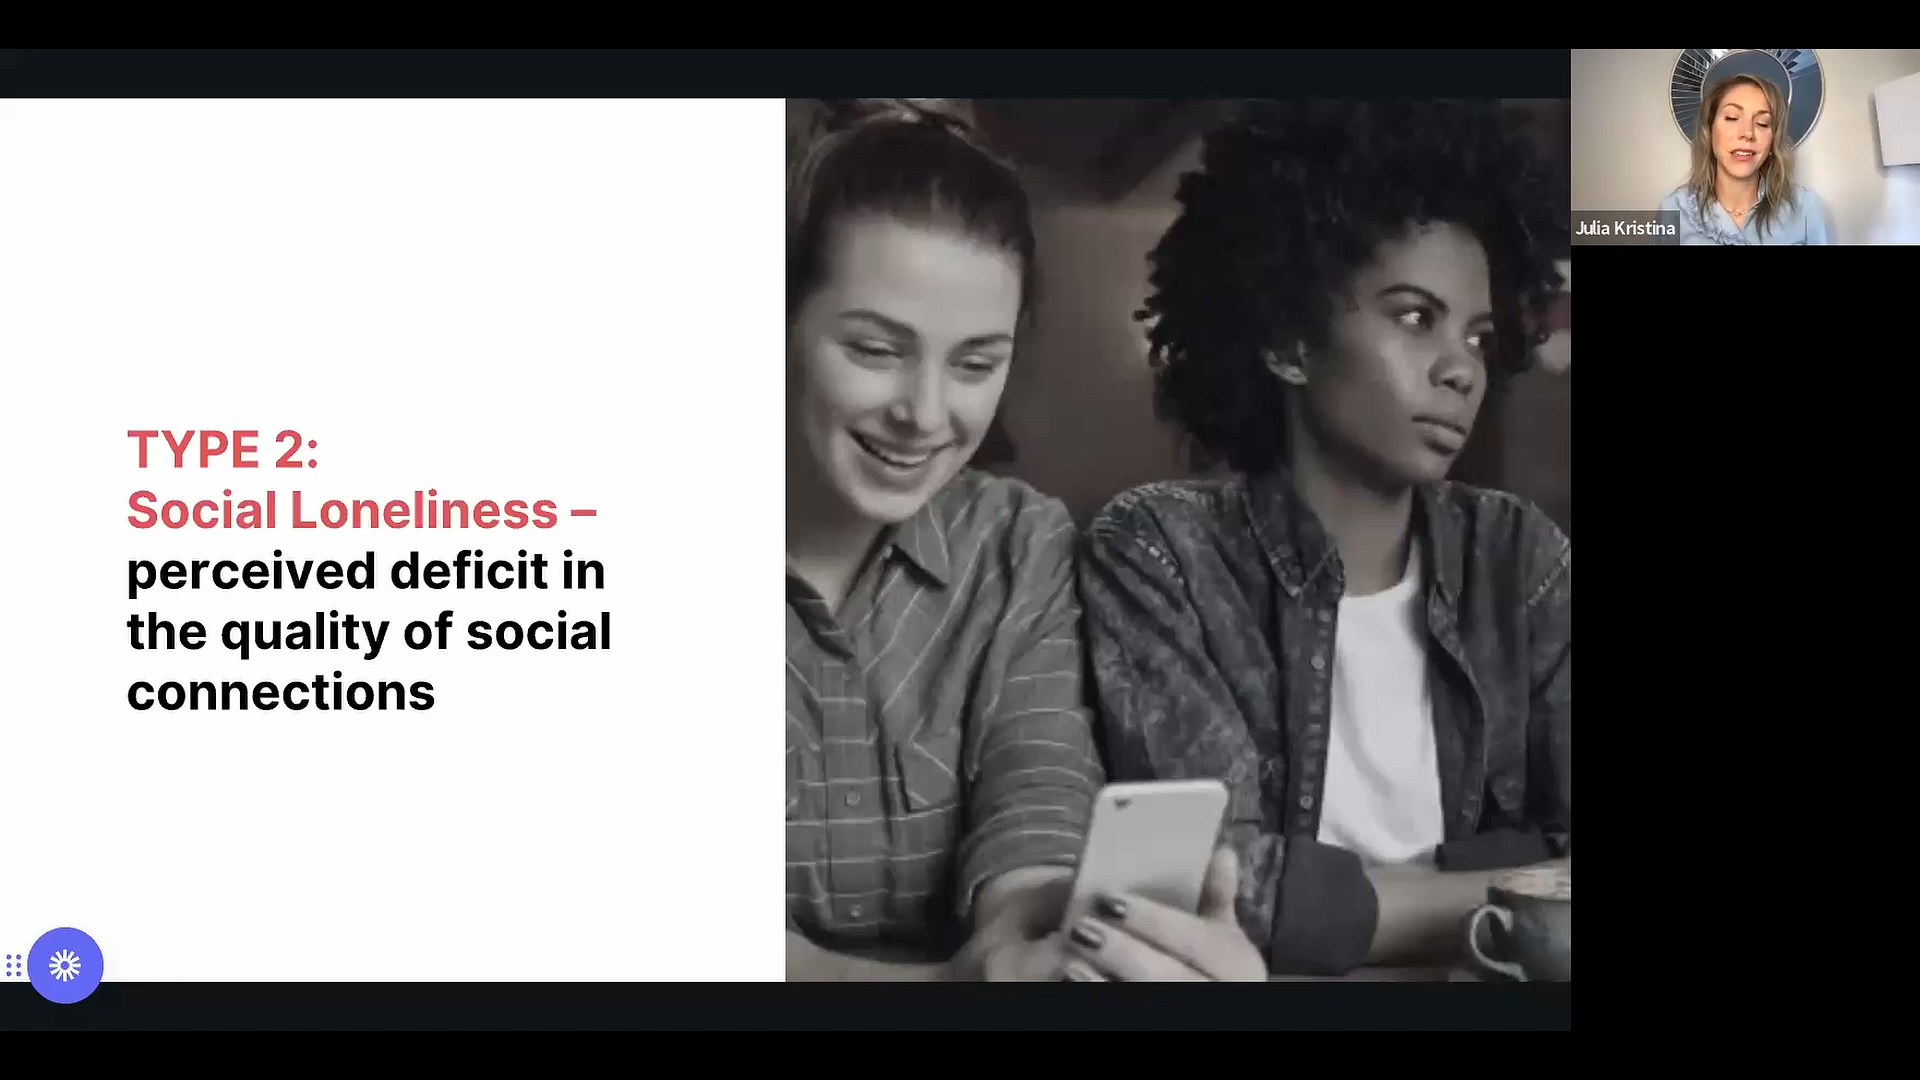 TYPE 2:
Social Loneliness –
perceived deficit in
the quality of social
connections
Julia Kristina